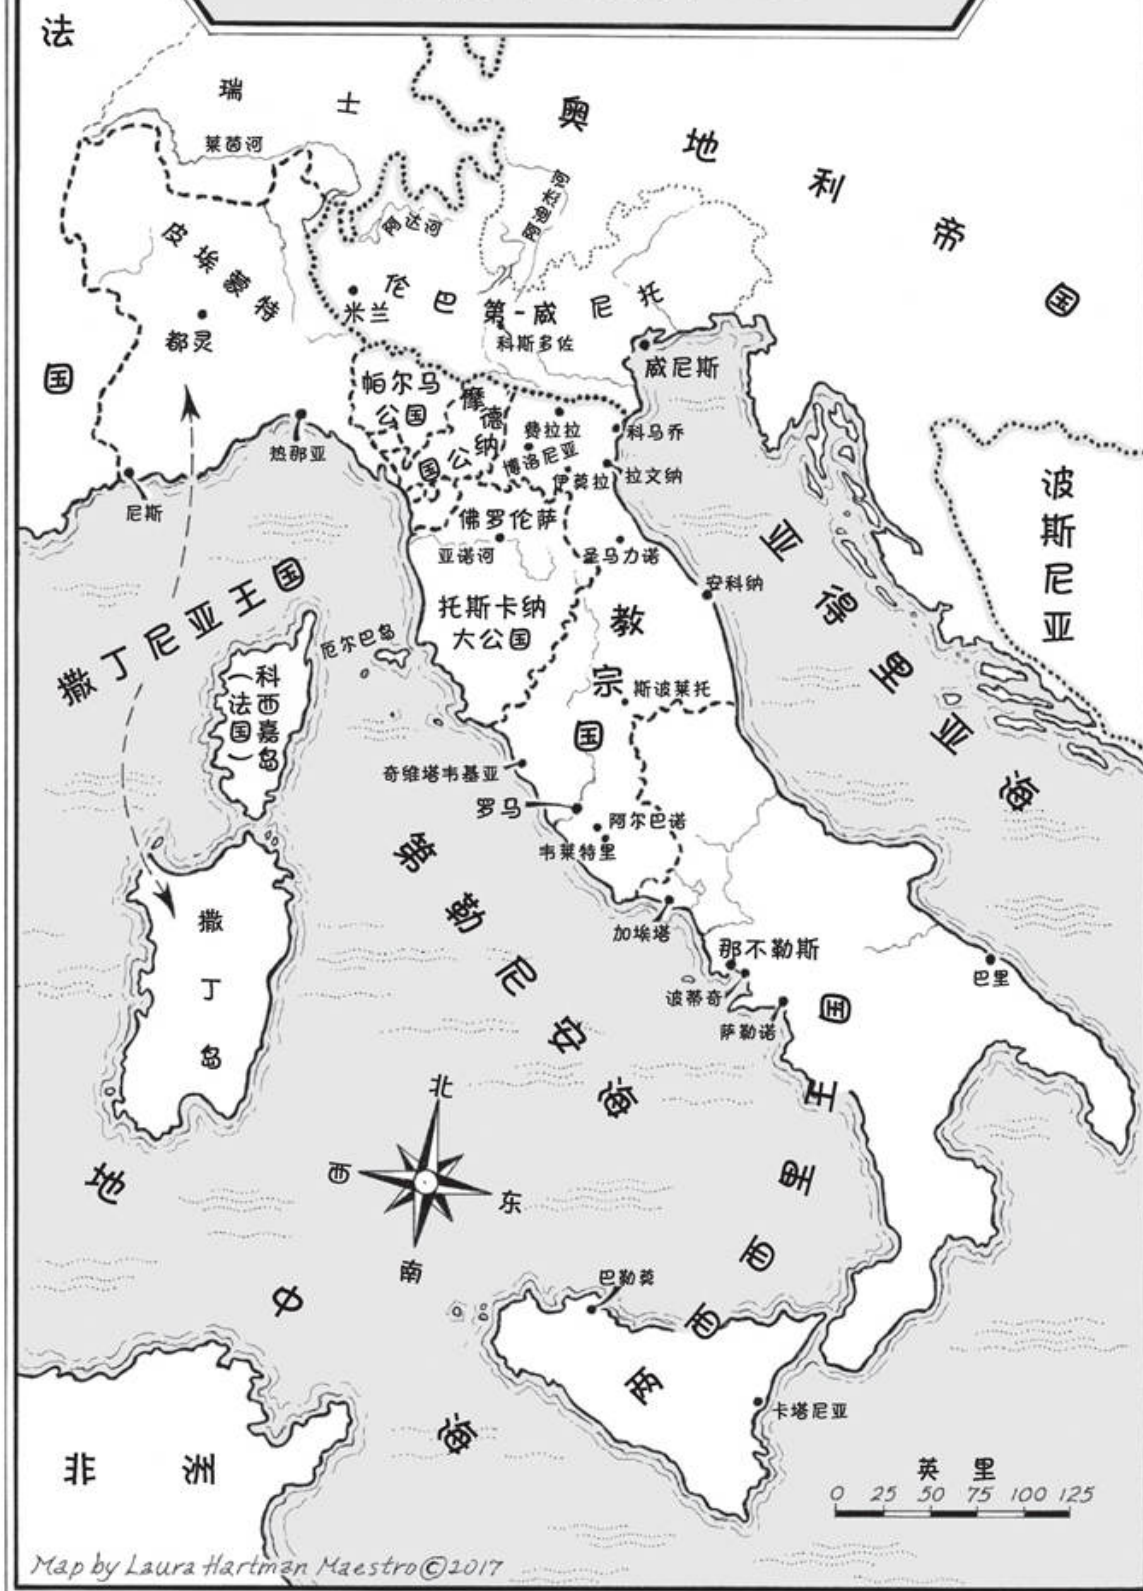 法国
瑞士
奥地利帝国
莱茵河
阿迪杰河
阿达河
皮埃蒙特
伦巴第-威尼托
米兰
都灵
科斯多佐
威尼斯
帕尔马
公国
摩德纳公国
费拉拉
科马乔
热那亚
博洛尼亚
伊莫拉
拉文纳
尼斯
佛罗伦萨
亚诺河
圣马力诺
波斯尼亚
亚得里亚海
安科纳
撒丁尼亚王国
托斯卡纳
大公国
教宗国
厄尔巴岛
科西嘉岛
(法国)
斯波莱托
奇维塔韦基亚
罗马
阿尔巴诺
韦莱特里
第勒尼安海
加埃塔
撒丁岛
那不勒斯
波蒂奇
萨勒诺
巴里
两西西里王国
北
西
东
南
地中海
巴勒莫
卡塔尼亚
非洲
英里
0 25 50 75 100 125
Map by Laura Hartman Maestro©2017